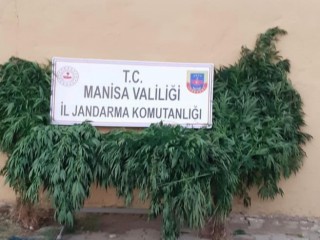 T.C.
MANİSA VALİLİĞİ
İL JANDARMA KOMUTANLIĞI